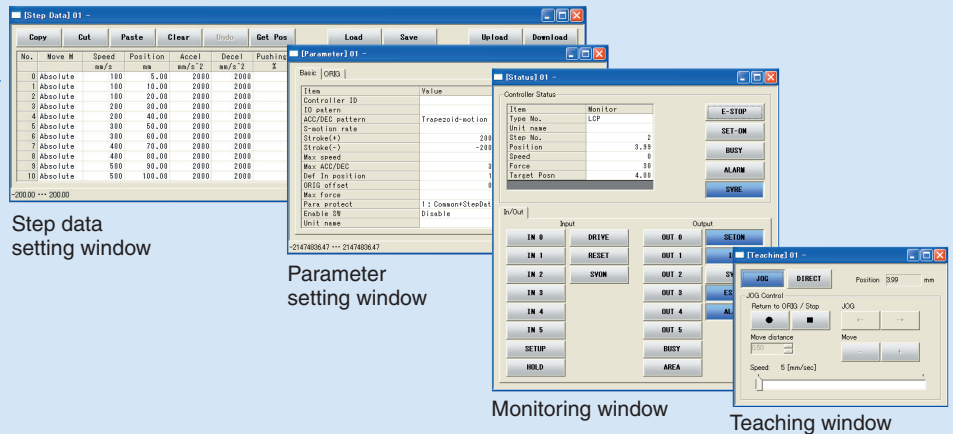 [Step Data] 01 -
Copy Cut Paste Clear Undo Get Pos Load Save Upload Download
No. Move M Speed Position Accel Decel Pushing
mm/s mm mm/s^2 mm/s^2 %
0 Absolute 100 5.00 2000 2000
1 Absolute 100 10.00 2000 2000
2 Absolute 100 20.00 2000 2000
3 Absolute 200 30.00 2000 2000
4 Absolute 200 40.00 2000 2000
5 Absolute 300 50.00 2000 2000
6 Absolute 300 60.00 2000 2000
7 Absolute 400 70.00 2000 2000
8 Absolute 400 80.00 2000 2000
9 Absolute 500 90.00 2000 2000
10 Absolute 500 100.00 2000 2000
-200.00 --- 200.00
Step data
setting window
[Parameter] 01 -
Basic ORIG
Item Value
Controller ID
IO patern
ACC/DEC pattern Trapezoid-motion
S-motion rate
Stroke(+) 200
Stroke(-) -200
Max speed
Max ACC/DEC 3
Def In position 1
ORIG offset 0
Max force
Para protect 1 : Common+StepDat
Enable SW Disable
Unit name
-21474836.47 --- 21474836.47
Parameter
setting window
[Status] 01 -
Controller Status
Item Monitor
Type No. LCP
Unit name
Step No. 2
Position 3.99
Speed 0
Force 30
Target Posn 4.00
E-STOP
SET-ON
BUSY
ALARM
SVRE
In/Out
Input Output
IN 0 DRIVE OUT 0 SETON
IN 1 RESET OUT 1
IN 2 SVON OUT 2
IN 3 OUT 3
IN 4 OUT 4
IN 5 OUT 5
SETUP BUSY
HOLD AREA
Monitoring window
[Teaching] 01 -
JOG DIRECT Position 3.99 mm
JOG Control
Return to ORIG / Stop JOG
Move distance Move
0.50 - +
Speed: 5 [mm/sec]
Teaching window